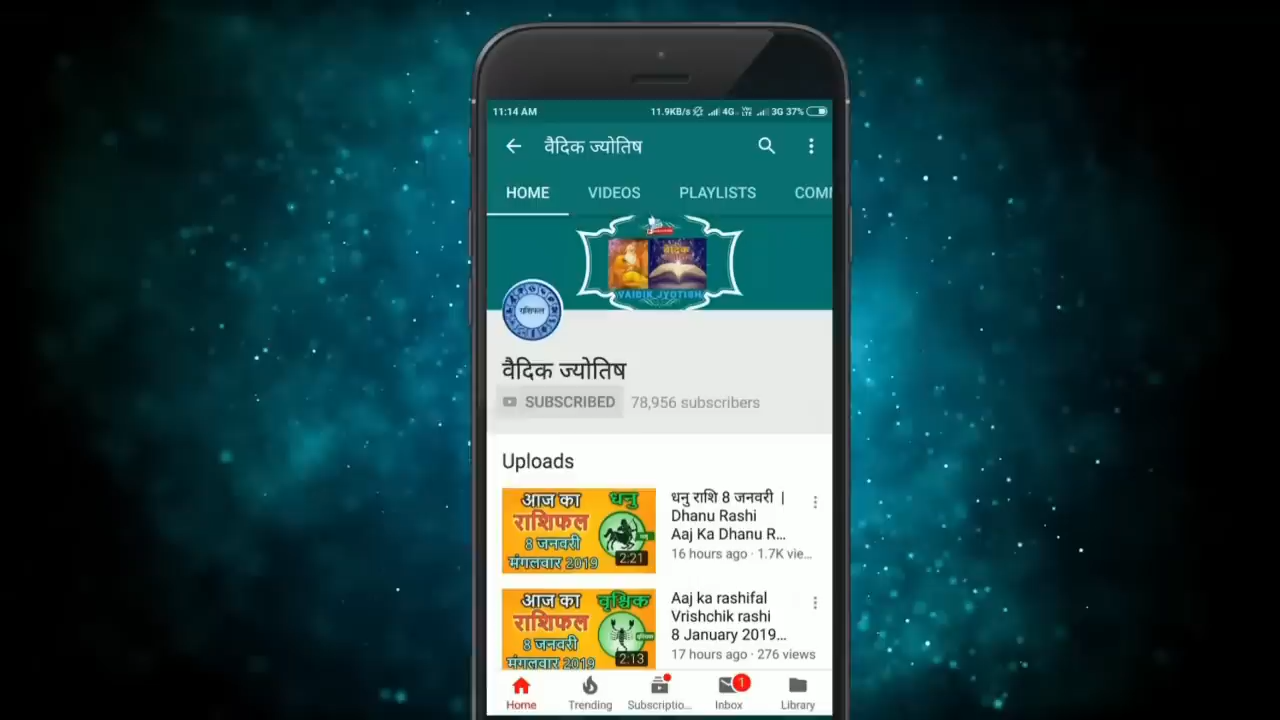 11:14 AM
11.9KB/s 4G VoLTE 3G 37%
वैदिक ज्योतिष
HOME VIDEOS PLAYLISTS COMM
वैदिक
VAIDIK JYOTISH
राशिफल
वैदिक ज्योतिष
SUBSCRIBED 78,956 subscribers
Uploads
आज का धनु
राशिफल
8 जनवरी
मंगलवार 2019
2:21
धनु राशि 8 जनवरी |
Dhanu Rashi
Aaj Ka Dhanu R...
16 hours ago · 1.7K vie...
आज का वृश्चिक
राशिफल
8 जनवरी
मंगलवार 2019
2:13
Aaj ka rashifal
Vrishchik rashi
8 January 2019...
17 hours ago · 276 views
1
Home Trending Subscriptio... Inbox Library